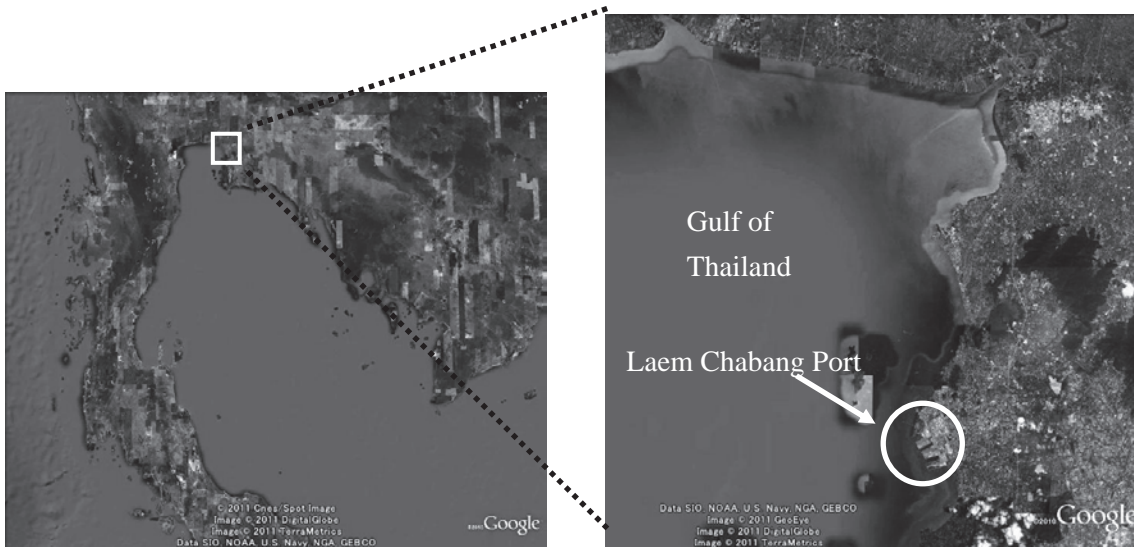 © 2011 Cnes/Spot Image
Image © 2011 DigitalGlobe
Image © 2011 TerraMetrics
Data SIO, NOAA, U.S. Navy, NGA, GEBCO
Google
Gulf of
Thailand
Laem Chabang Port
Data SIO, NOAA, U.S. Navy, NGA, GEBCO
Image © 2011 GeoEye
Image © 2011 DigitalGlobe
Image © 2011 TerraMetrics
©2010 Google